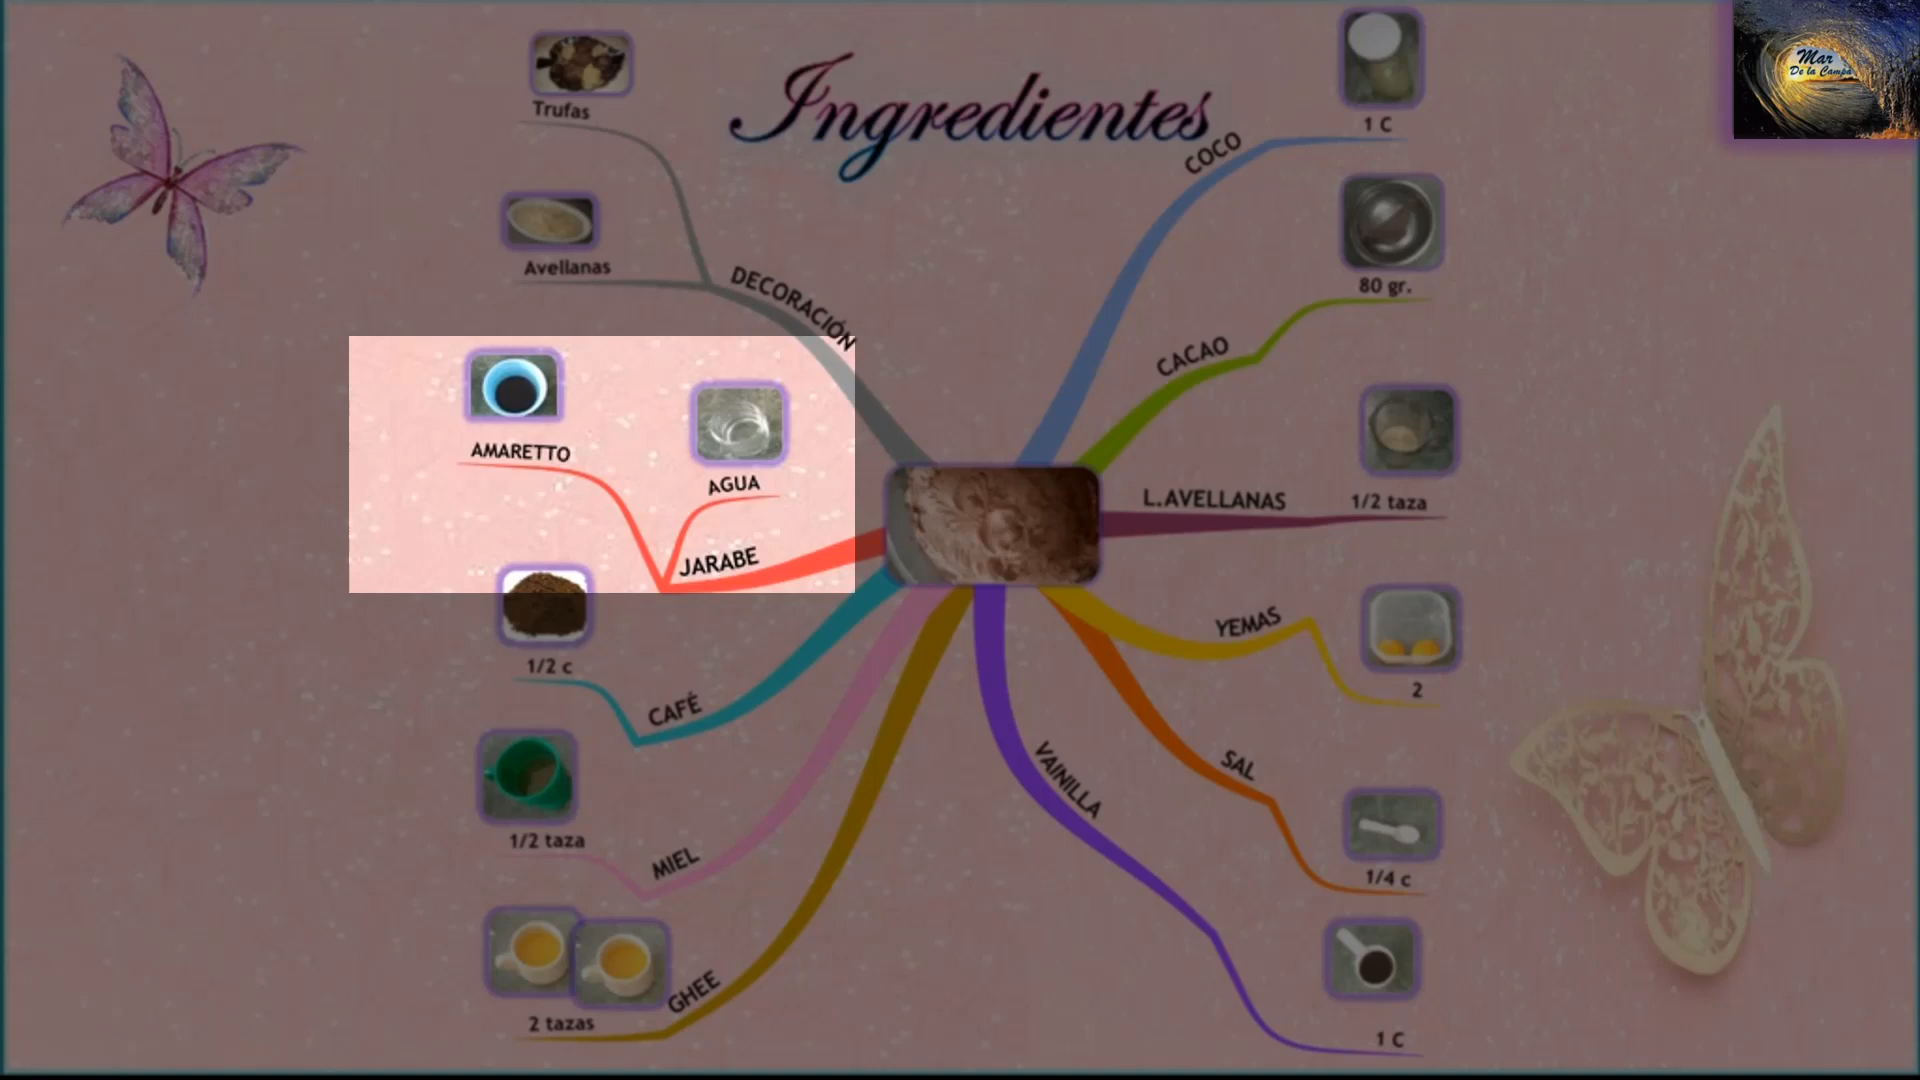 Ingredientes
Mar
De la Campa
Trufas
Avellanas
DECORACIÓN
AMARETTO
AGUA
JARABE
1/2 c
CAFÉ
1/2 taza
MIEL
2 tazas
GHEE
COCO
1 C
CACAO
80 gr.
L.AVELLANAS
1/2 taza
YEMAS
2
SAL
1/4 c
VAINILLA
1 C